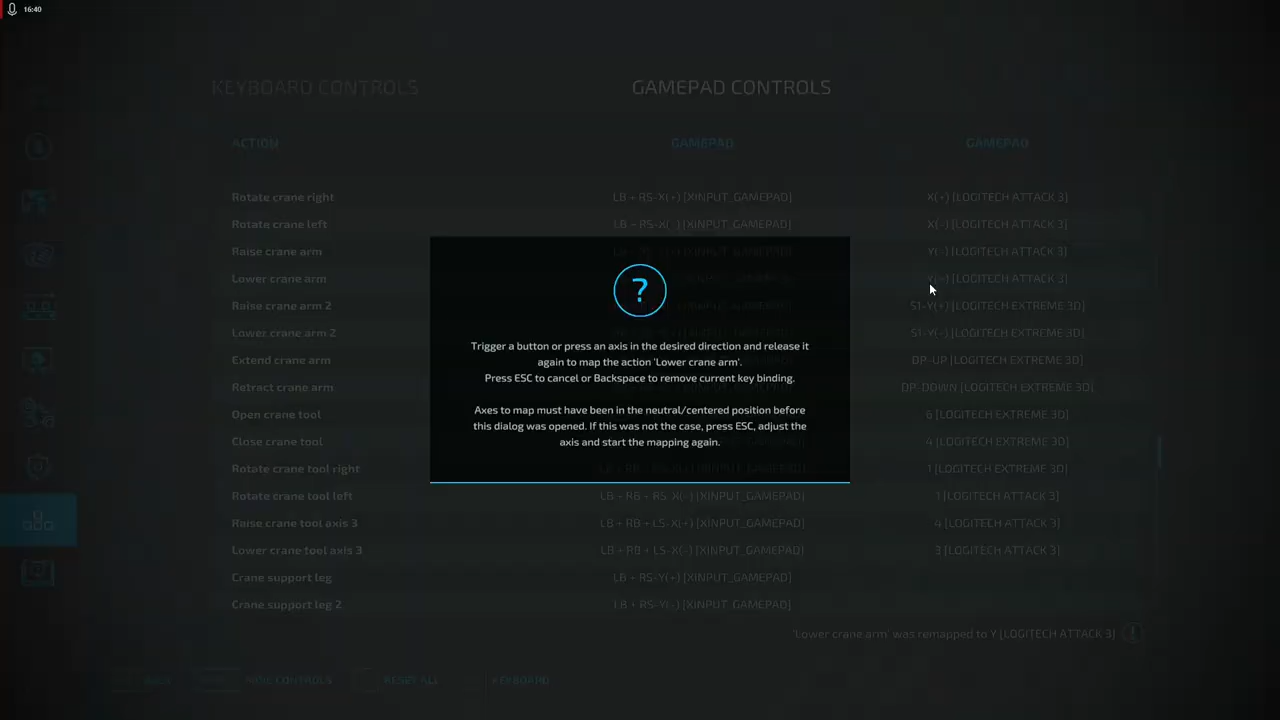 16:40
KEYBOARD CONTROLS
GAMEPAD CONTROLS
ACTION GAMEPAD GAMEPAD
Rotate crane right LB + RS-X(+) [XINPUT_GAMEPAD] X(+) [LOGITECH ATTACK 3]
Rotate crane left LB + RS-X(-) [XINPUT_GAMEPAD] X(-) [LOGITECH ATTACK 3]
Raise crane arm Y(-) [LOGITECH ATTACK 3]
Lower crane arm [LOGITECH ATTACK 3]
Raise crane arm 2 S1-Y(+) [LOGITECH EXTREME 3D]
Lower crane arm 2 S1-Y(-) [LOGITECH EXTREME 3D]
Extend crane arm DP-UP [LOGITECH EXTREME 3D]
Retract crane arm DP-DOWN [LOGITECH EXTREME 3D]
Open crane tool 6 [LOGITECH EXTREME 3D]
Close crane tool 4 [LOGITECH EXTREME 3D]
Rotate crane tool right 1 [LOGITECH EXTREME 3D]
Rotate crane tool left LB + RB + RS-X(-) [XINPUT_GAMEPAD] 1 [LOGITECH ATTACK 3]
Raise crane tool axis 3 LB + RB + LS-X(+) [XINPUT_GAMEPAD] 4 [LOGITECH ATTACK 3]
Lower crane tool axis 3 LB + RB + LS-X(-) [XINPUT_GAMEPAD] 3 [LOGITECH ATTACK 3]
Crane support leg LB + RS-Y(+) [XINPUT_GAMEPAD]
Crane support leg 2 LB + RS-Y(-) [XINPUT_GAMEPAD]
?
Trigger a button or press an axis in the desired direction and release it
again to map the action 'Lower crane arm'.
Press ESC to cancel or Backspace to remove current key binding.
Axes to map must have been in the neutral/centered position before
this dialog was opened. If this was not the case, press ESC, adjust the
axis and start the mapping again.
'Lower crane arm' was remapped to Y [LOGITECH ATTACK 3]
BACK CONTROLS RESET ALL KEYBOARD